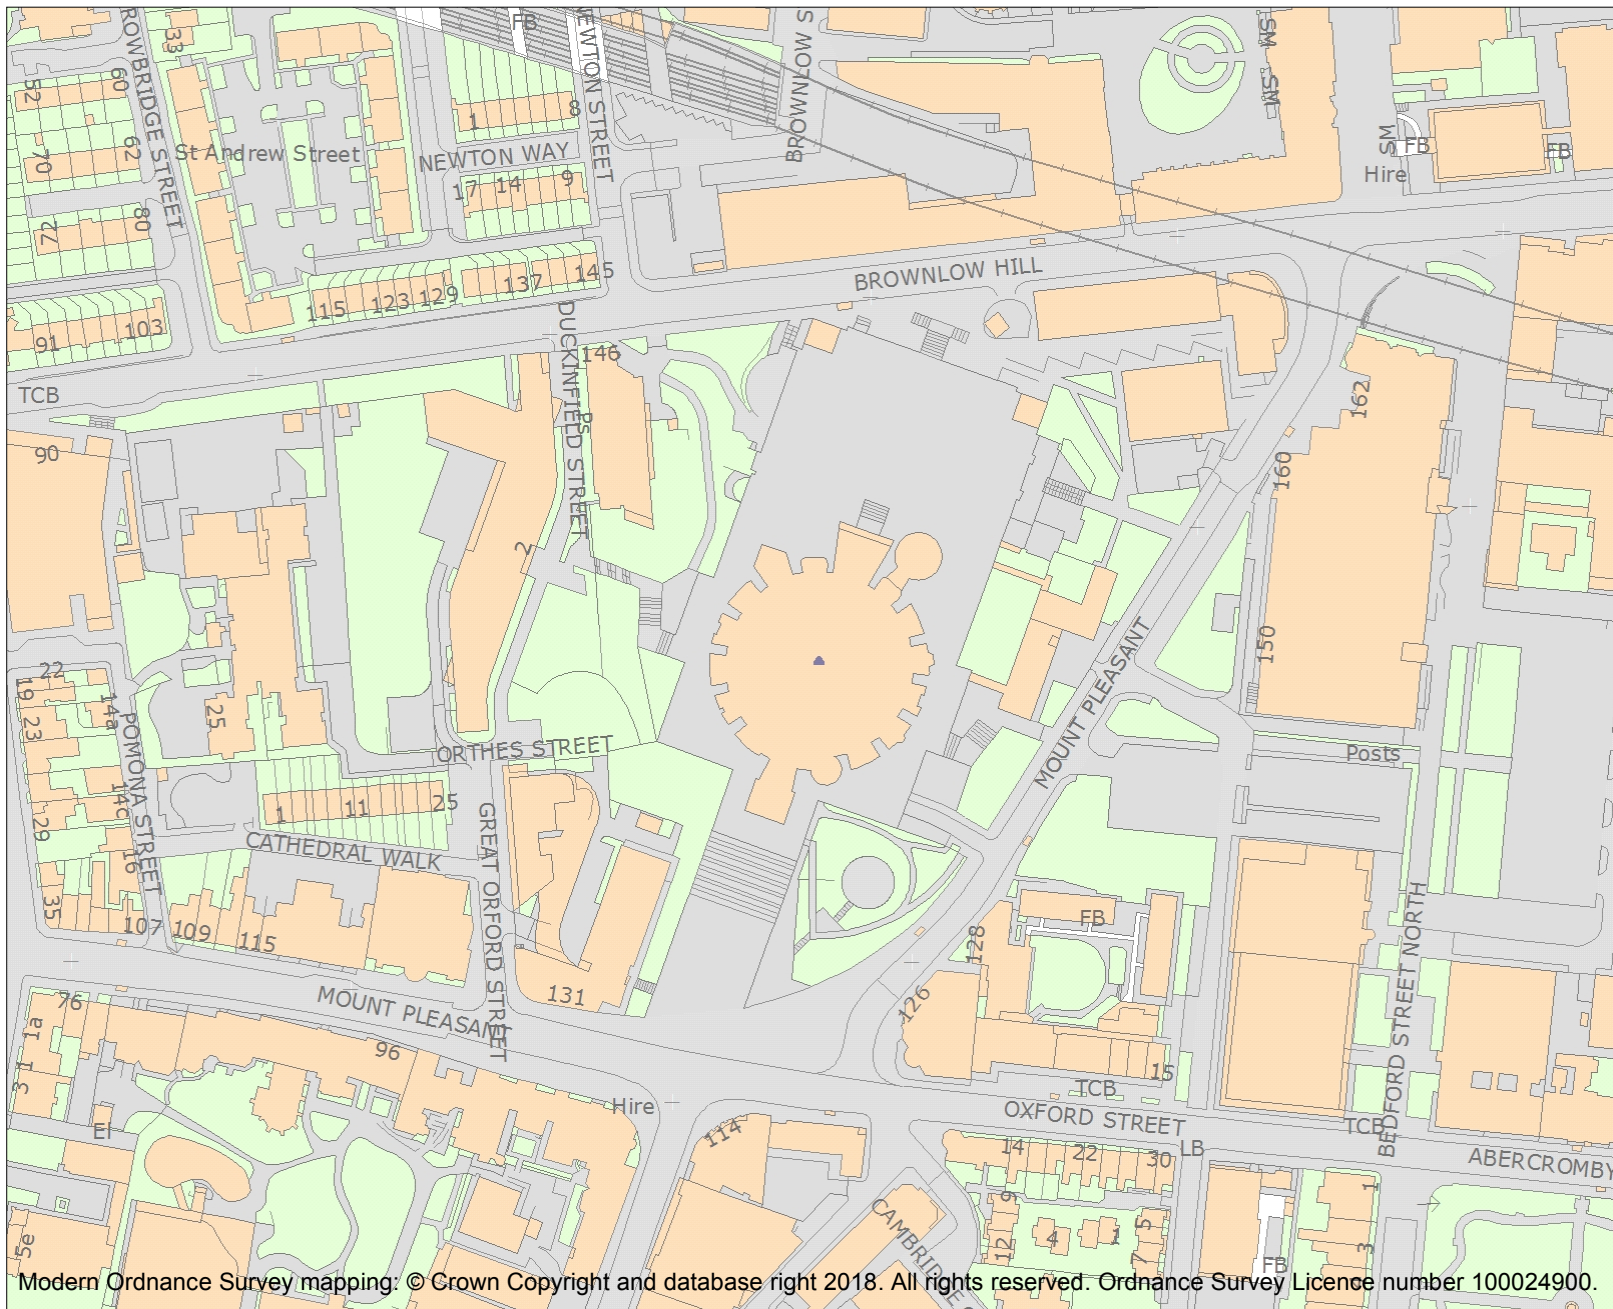 FB
BROWNLOW S
SM
33
NEWTON STREET
52
60
SM
8
1
TROWBRIDGE STREET
BROWNLOW S
62
St Andrew Street
NEWTON WAY
SM
FB
FB
70
17
14
9
Hire
80
72
BROWNLOW HILL
137
145
115
123
129
91
103
DUCKINFIELD STREET
146
TCB
162
Ps
90
160
2
150
MOUNT PLEASANT
22
19
23
14a
25
POMONA STREET
ORTHES STREET
Posts
1
11
25
14c
29
GREAT ORFORD STREET
CATHEDRAL WALK
16
35
107
109
115
FB
128
BEDFORD STREET NORTH
131
126
76
MOUNT PLEASANT
1a
96
1
3
15
TCB
Hire
OXFORD STREET
TCB
114
El
14
22
30
LB
ABERCROMBY
9
1
CAMBRIDGE
5e
12
4
1
5
7
3
FB
Modern Ordnance Survey mapping: © Crown Copyright and database right 2018. All rights reserved. Ordnance Survey Licence number 100024900.